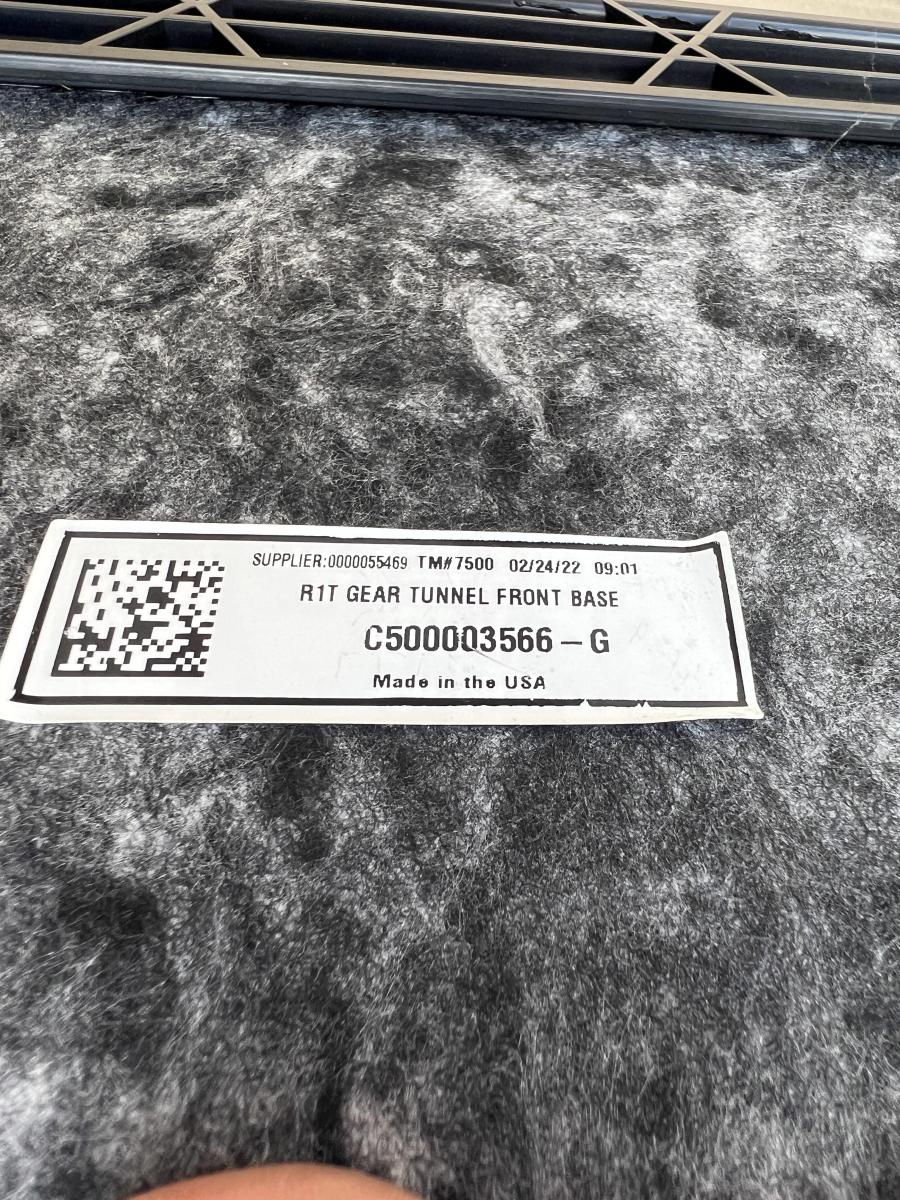 SUPPLIER:0000055469 TM#7500 02/24/22 09:01
R1T GEAR TUNNEL FRONT BASE
C500003566-G
Made in the USA